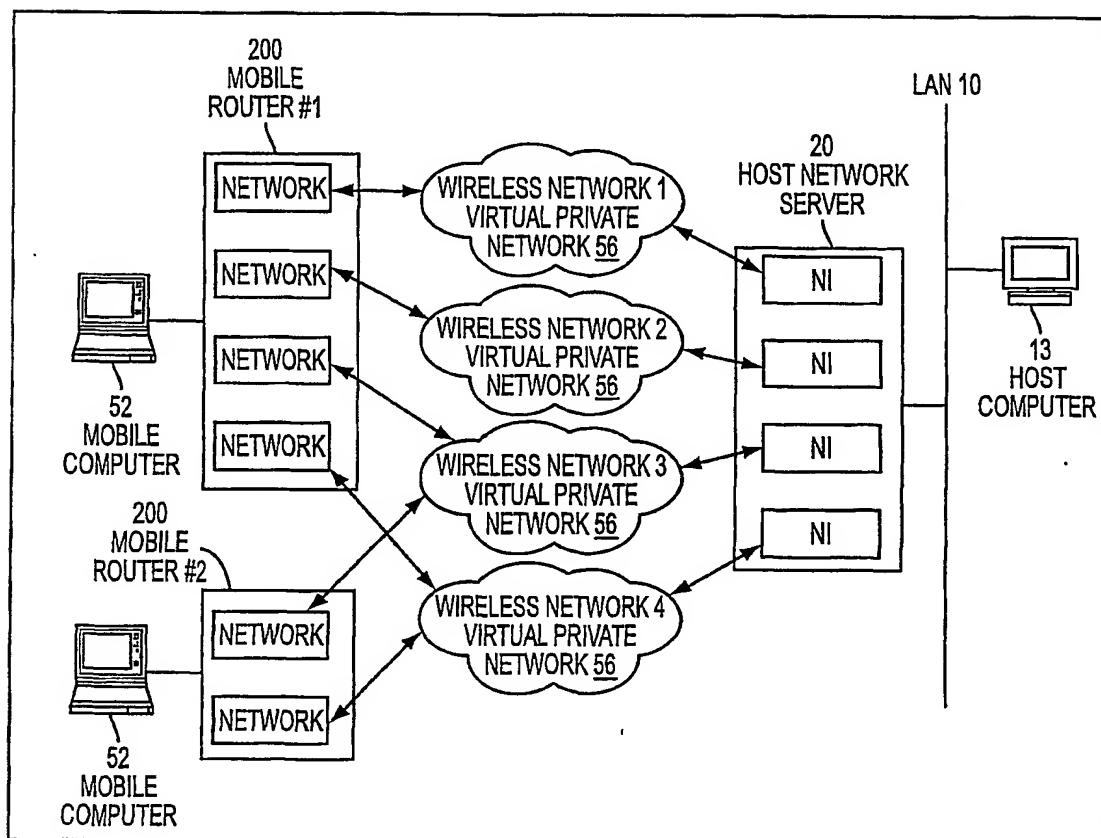 200
MOBILE
ROUTER #1
NETWORK
NETWORK
NETWORK
NETWORK
52
MOBILE
COMPUTER
200
MOBILE
ROUTER #2
NETWORK
NETWORK
52
MOBILE
COMPUTER
WIRELESS NETWORK 1
VIRTUAL PRIVATE
NETWORK 56
WIRELESS NETWORK 2
VIRTUAL PRIVATE
NETWORK 56
WIRELESS NETWORK 3
VIRTUAL PRIVATE
NETWORK 56
WIRELESS NETWORK 4
VIRTUAL PRIVATE
NETWORK 56
20
HOST NETWORK
SERVER
NI
NI
NI
NI
LAN 10
13
HOST
COMPUTER